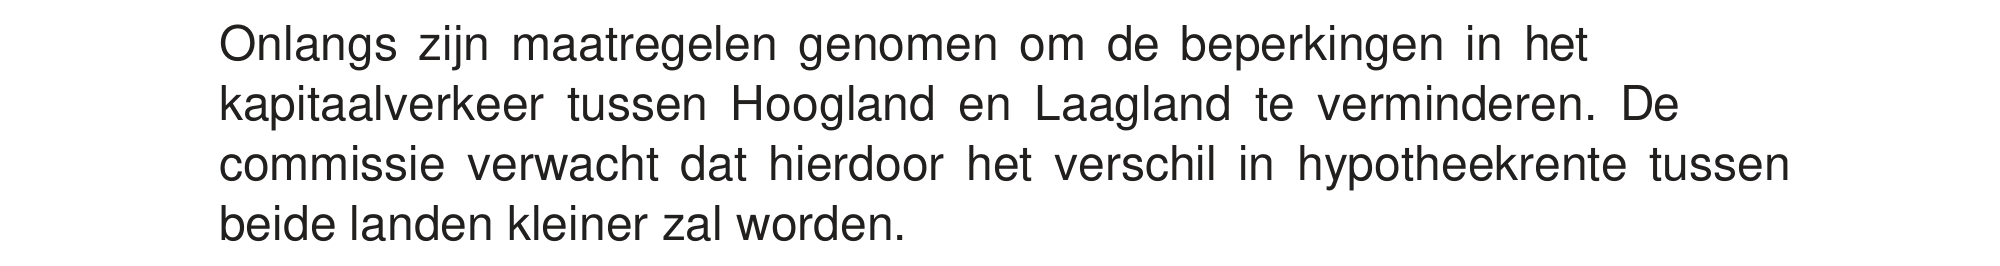 Onlangs zijn maatregelen genomen om de beperkingen in het
kapitaalverkeer tussen Hoogland en Laagland te verminderen. De
commissie verwacht dat hierdoor het verschil in hypotheekrente tussen
beide landen kleiner zal worden.